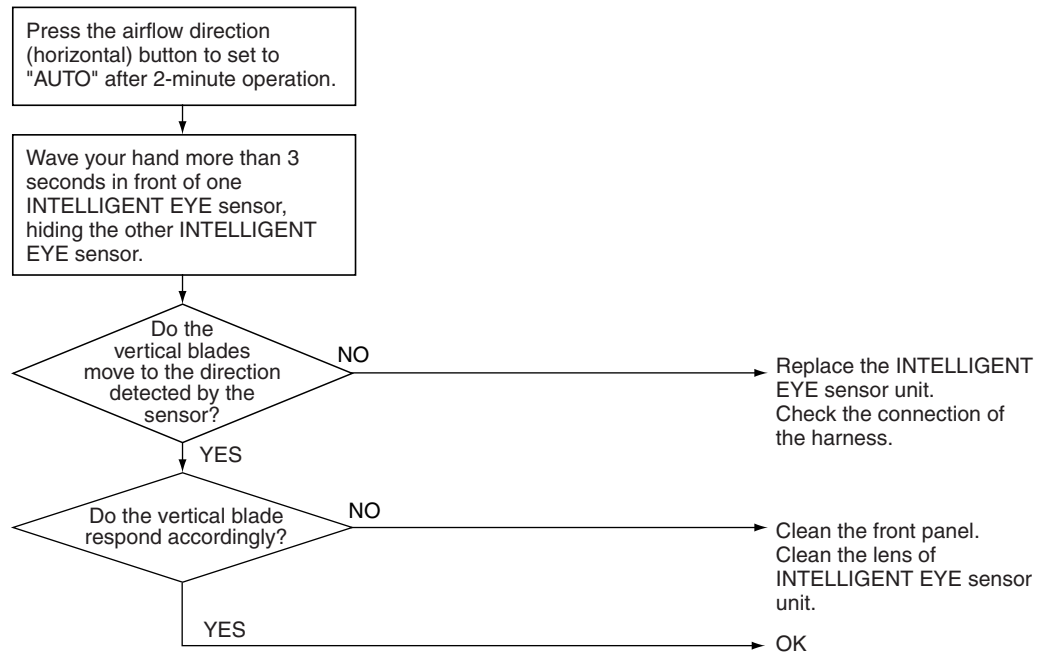 Press the airflow direction
(horizontal) button to set to
"AUTO" after 2-minute operation.
Wave your hand more than 3
seconds in front of one
INTELLIGENT EYE sensor,
hiding the other INTELLIGENT
EYE sensor.
Do the
vertical blades
move to the direction
detected by the
sensor?
NO
Replace the INTELLIGENT
EYE sensor unit.
Check the connection of
the harness.
YES
Do the vertical blade
respond accordingly?
NO
Clean the front panel.
Clean the lens of
INTELLIGENT EYE sensor
unit.
YES
OK